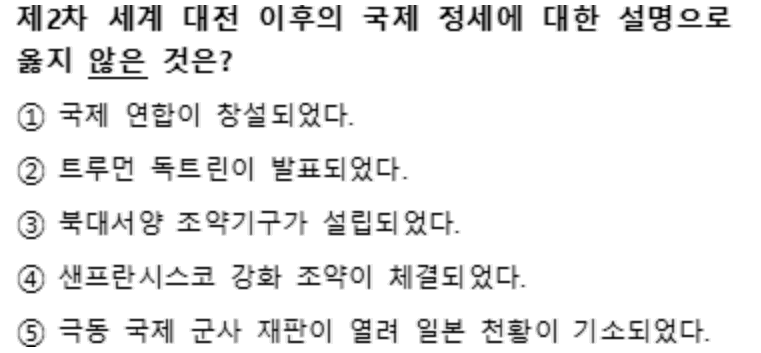 제2차 세계 대전 이후의 국제 정세에 대한 설명으로
옳지 않은 것은?
① 국제 연합이 창설되었다.
② 트루먼 독트린이 발표되었다.
③ 북대서양 조약기구가 설립되었다.
④ 샌프란시스코 강화 조약이 체결되었다.
⑤ 극동 국제 군사 재판이 열려 일본 천황이 기소되었다.